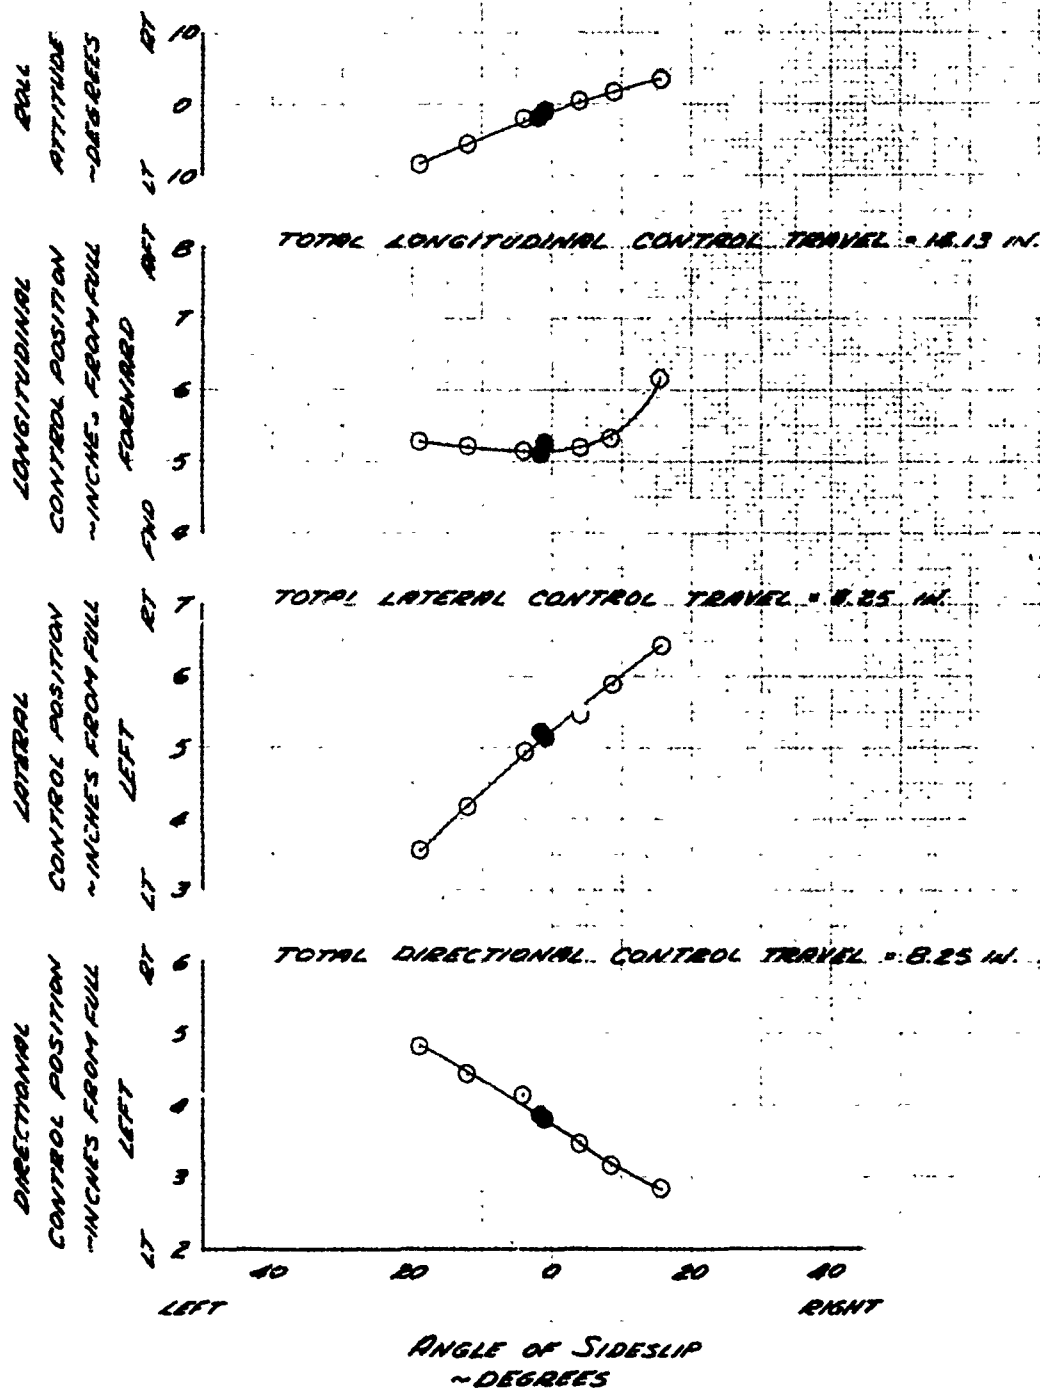 ROLL
ATTITUDE
~DEGREES
RT
LT
10
0
10
TOTAL LONGITUDINAL CONTROL TRAVEL = IN.
LONGITUDINAL
CONTROL POSITION
~INCHES FROM FULL
FORWARD
AFT
FWD
8
7
6
5
4
TOTAL LATERAL CONTROL TRAVEL = IN.
LATERAL
CONTROL POSITION
~INCHES FROM FULL
LEFT
RT
LT
7
6
5
4
3
TOTAL DIRECTIONAL CONTROL TRAVEL = 8.25 IN.
DIRECTIONAL
CONTROL POSITION
~INCHES FROM FULL
LEFT
RT
LT
6
5
4
3
2
40 20 0 20 40
LEFT RIGHT
ANGLE OF SIDESLIP
~DEGREES